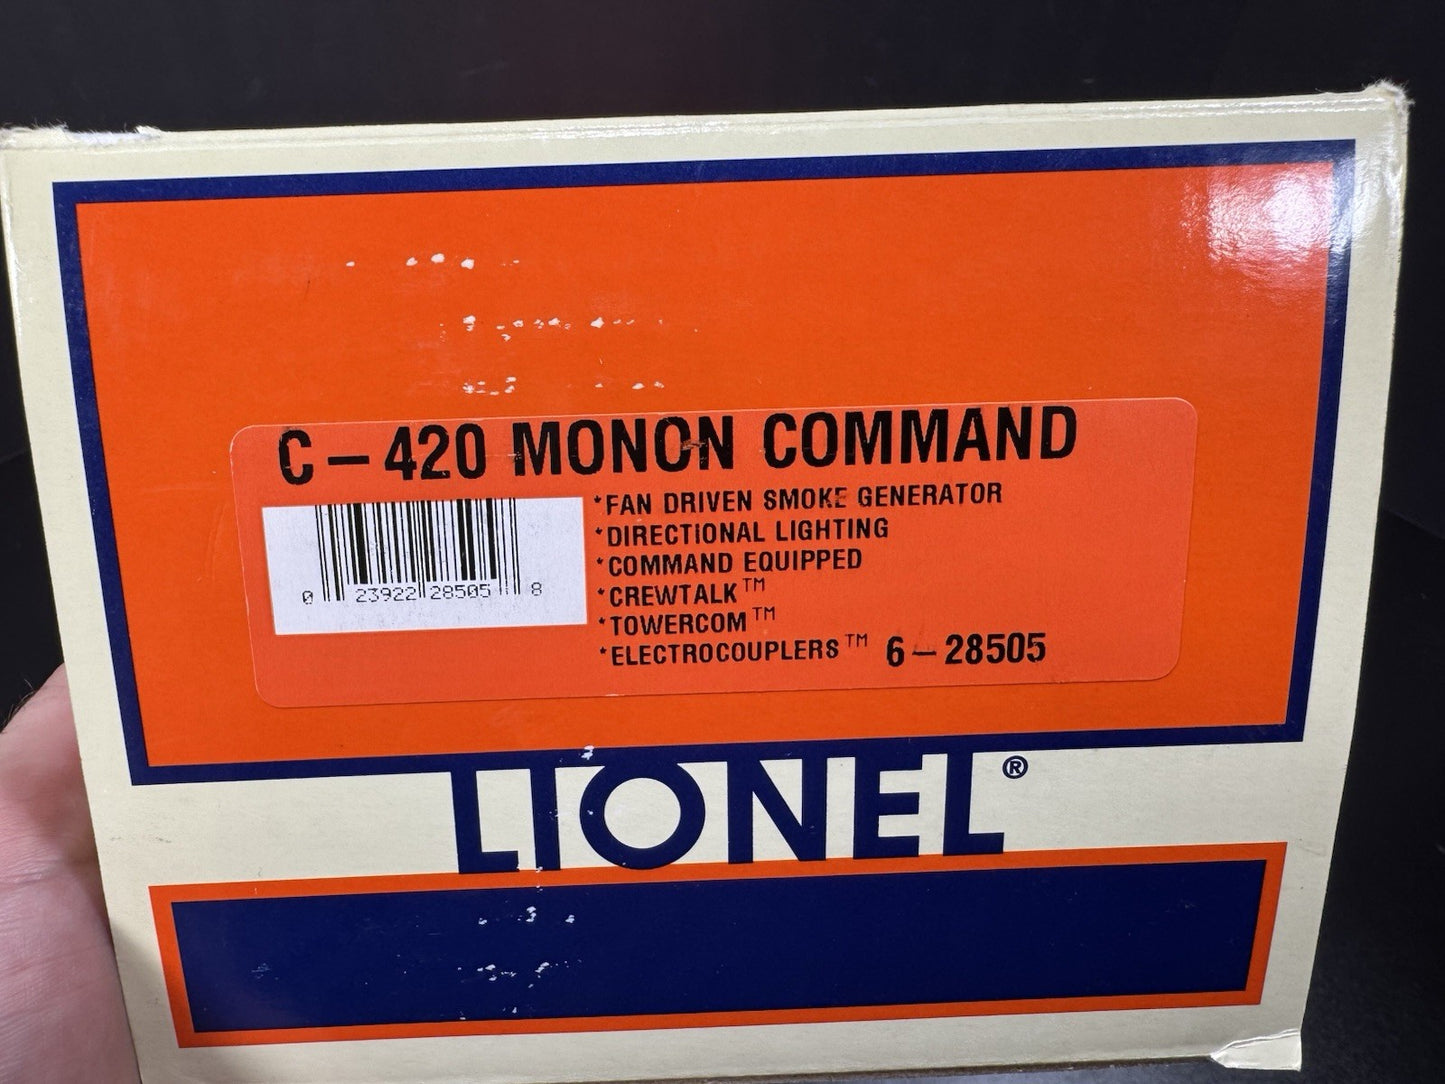 C-420 MONON COMMAND
*FAN DRIVEN SMOKE GENERATOR
*DIRECTIONAL LIGHTING
*COMMAND EQUIPPED
*CREWTALK™
*TOWERCOM™
*ELECTROCOUPLERS™ 6-28505
0 23922 28505 8
LIONEL®